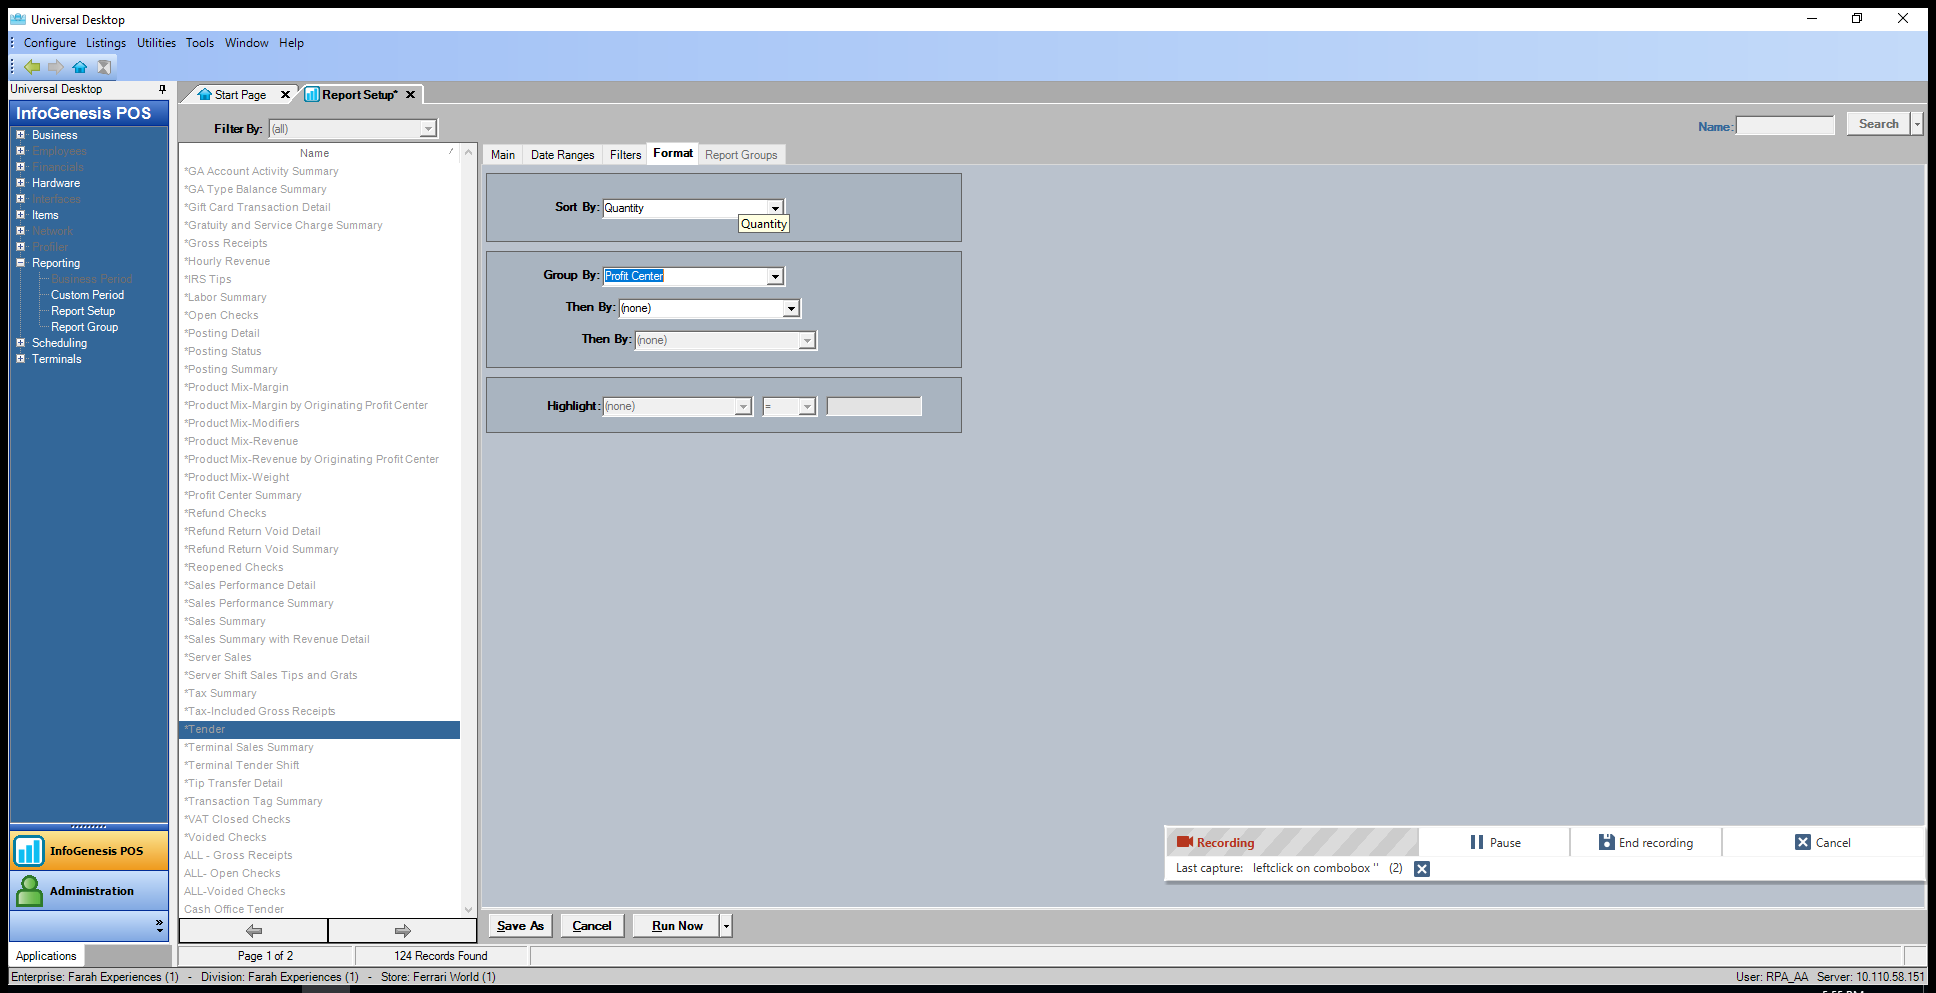 Universal Desktop
Configure Listings Utilities Tools Window Help
Universal Desktop
InfoGenesis POS
Business
Employees
Financials
Hardware
Interfaces
Items
Network
Profiler
Reporting
Business Period
Custom Period
Report Setup
Report Group
Scheduling
Terminals
InfoGenesis POS
Administration
Applications
Start Page
Report Setup*
Filter By: (all)
Name: Search
Name
*GA Account Activity Summary
*GA Type Balance Summary
*Gift Card Transaction Detail
*Gratuity and Service Charge Summary
*Gross Receipts
*Hourly Revenue
*IRS Tips
*Labor Summary
*Open Checks
*Posting Detail
*Posting Status
*Posting Summary
*Product Mix-Margin
*Product Mix-Margin by Originating Profit Center
*Product Mix-Modifiers
*Product Mix-Revenue
*Product Mix-Revenue by Originating Profit Center
*Product Mix-Weight
*Profit Center Summary
*Refund Checks
*Refund Return Void Detail
*Refund Return Void Summary
*Reopened Checks
*Sales Performance Detail
*Sales Performance Summary
*Sales Summary
*Sales Summary with Revenue Detail
*Server Sales
*Server Shift Sales Tips and Grats
*Tax Summary
*Tax-Included Gross Receipts
*Tender
*Terminal Sales Summary
*Terminal Tender Shift
*Tip Transfer Detail
*Transaction Tag Summary
*VAT Closed Checks
*Voided Checks
ALL - Gross Receipts
ALL- Open Checks
ALL-Voided Checks
Cash Office Tender
Page 1 of 2 124 Records Found
Main Date Ranges Filters Format Report Groups
Sort By: Quantity
Quantity
Group By: Profit Center
Then By: (none)
Then By: (none)
Highlight: (none) =
Recording Pause End recording Cancel
Last capture: leftclick on combobox '' (2)
Save As Cancel Run Now
Enterprise: Farah Experiences (1) - Division: Farah Experiences (1) - Store: Ferrari World (1)
User: RPA_AA Server: 10.110.58.151